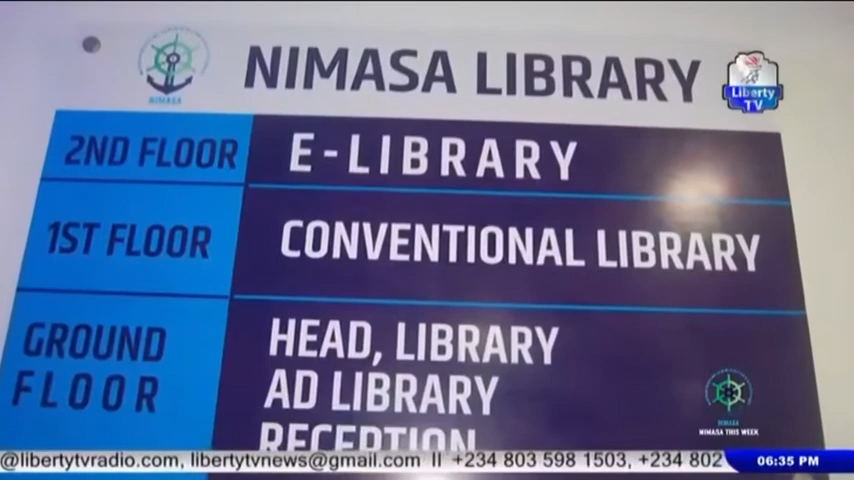 NIMASA LIBRARY
NIMASA
Liberty
TV
2ND FLOOR
E-LIBRARY
1ST FLOOR
CONVENTIONAL LIBRARY
GROUND
FLOOR
HEAD, LIBRARY
AD LIBRARY
RECEPTION
NIMASA
NIMASA THIS WEEK
@libertytvradio.com, libertytvnews@gmail.com II +234 803 598 1503, +234 802
06:35 PM